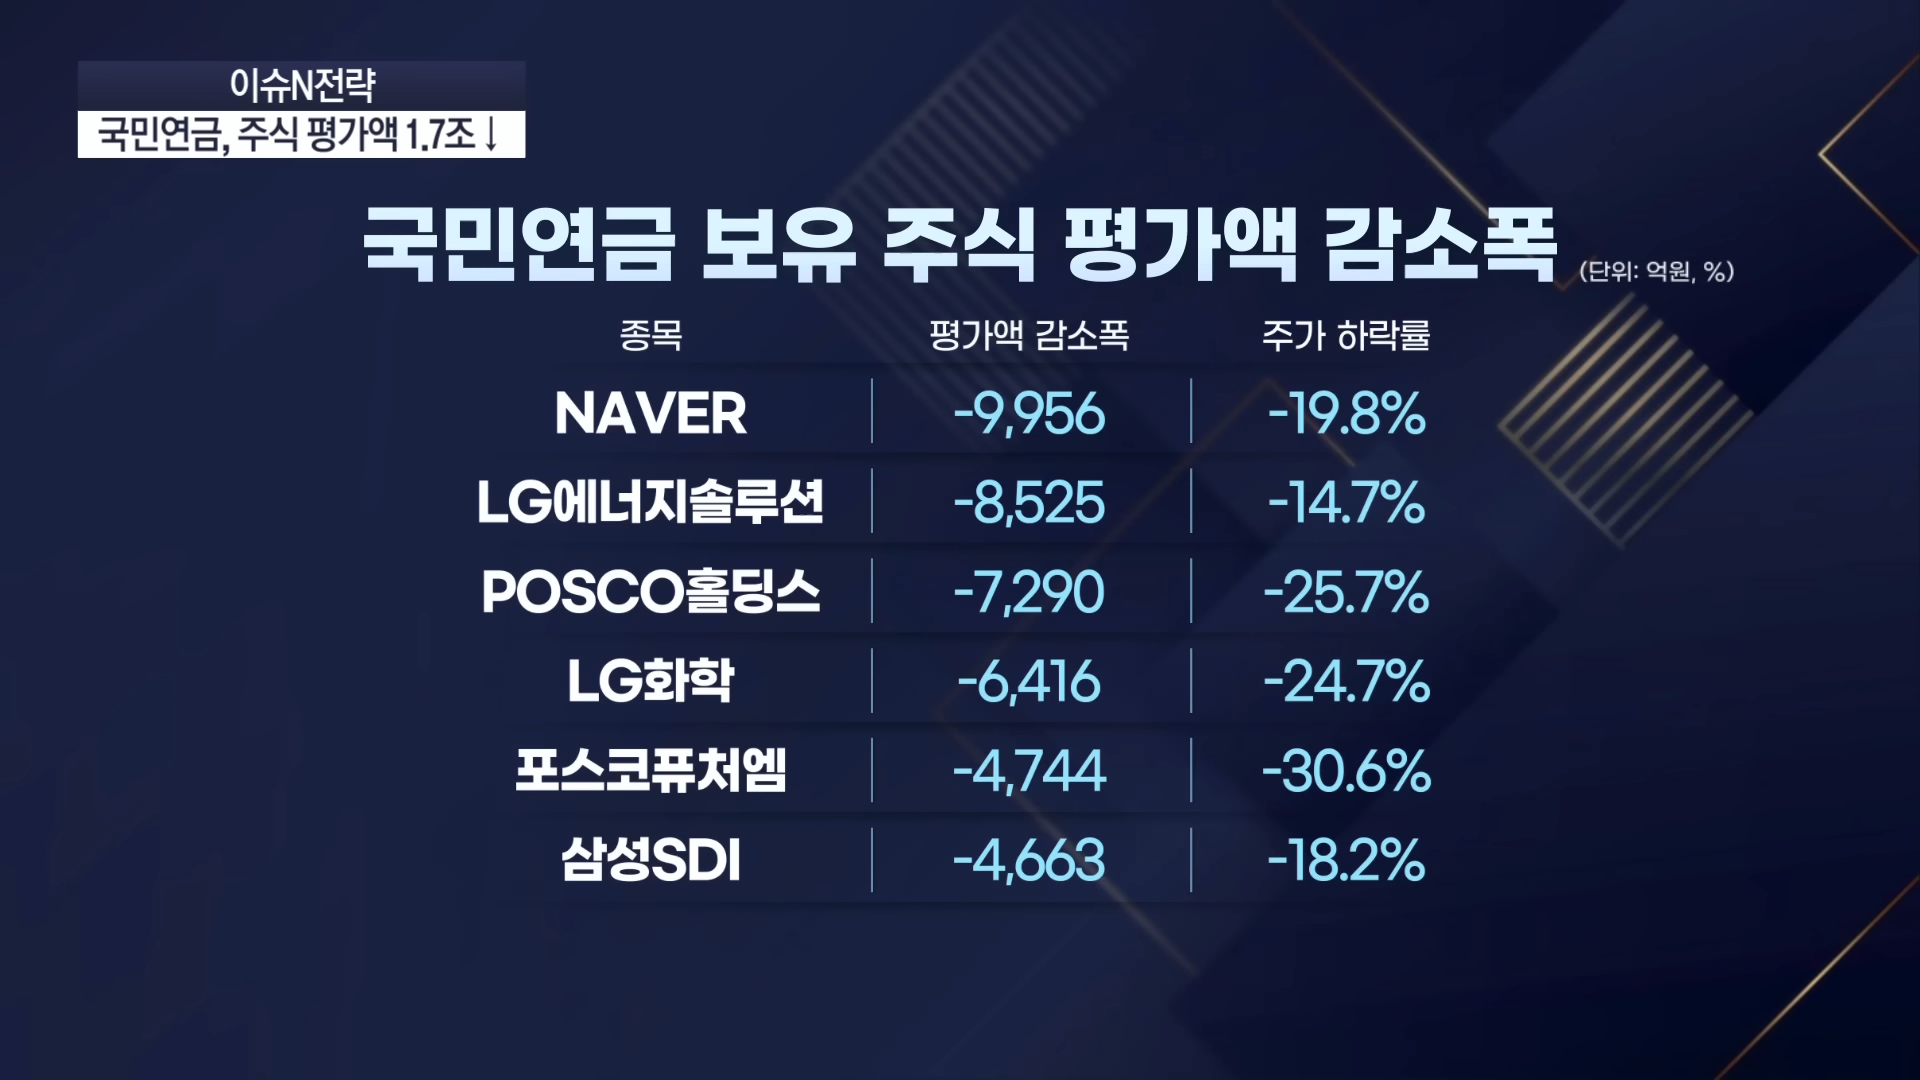 이슈N전략
국민연금, 주식 평가액 1.7조↓
국민연금 보유 주식 평가액 감소폭 (단위: 억원, %)
종목 평가액 감소폭 주가 하락률
NAVER -9,956 -19.8%
LG에너지솔루션 -8,525 -14.7%
POSCO홀딩스 -7,290 -25.7%
LG화학 -6,416 -24.7%
포스코퓨처엠 -4,744 -30.6%
삼성SDI -4,663 -18.2%